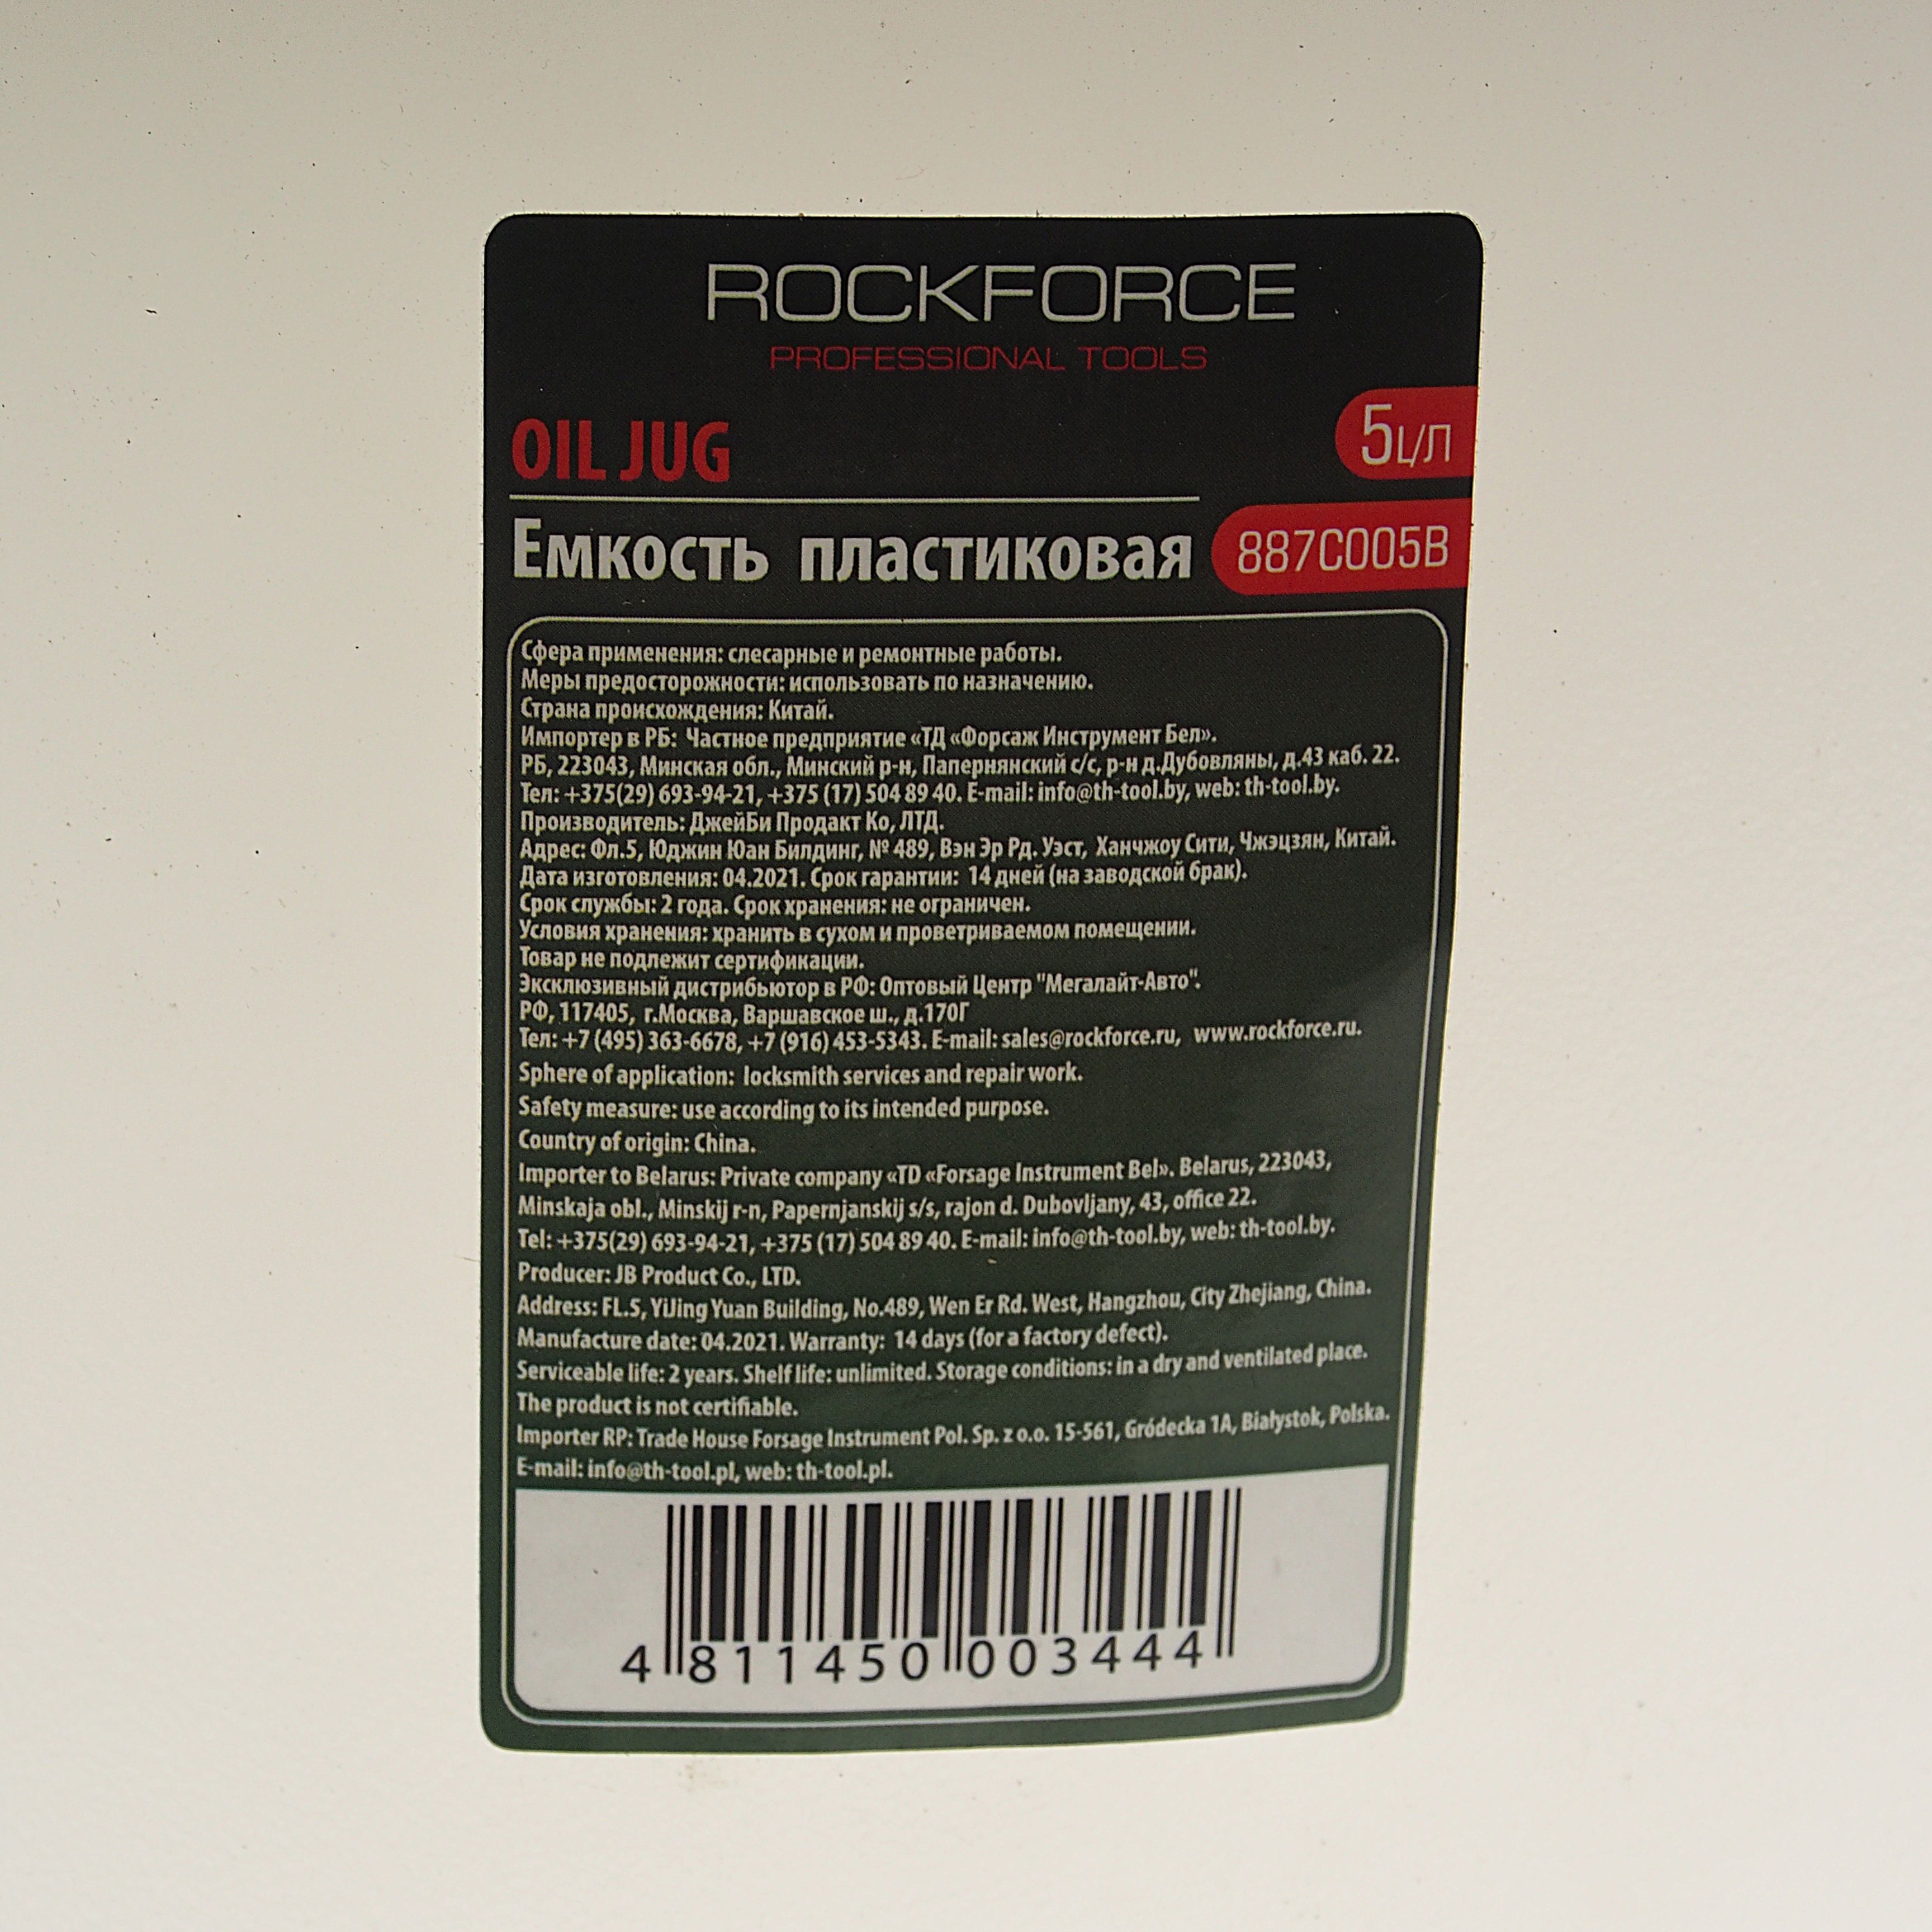 ROCKFORCE
PROFESSIONAL TOOLS
OIL JUG
5L/Л
Емкость пластиковая
887C005B
Сфера применения: слесарные и ремонтные работы.
Меры предосторожности: использовать по назначению.
Страна происхождения: Китай.
Импортер в РБ: Частное предприятие «ТД «Форсаж Инструмент Бел».
РБ, 223043, Минская обл., Минский р-н, Папернянский с/с, р-н д.Дубовляны, д.43 каб. 22.
Тел: +375(29) 693-94-21, +375 (17) 504 89 40. E-mail: info@th-tool.by, web: th-tool.by.
Производитель: ДжейБи Продакт Ко, ЛТД.
Адрес: Фл.5, Юджин Юан Билдинг, № 489, Вэн Эр Рд. Уэст, Ханчжоу Сити, Чжэцзян, Китай.
Дата изготовления: 04.2021. Срок гарантии: 14 дней (на заводской брак).
Срок службы: 2 года. Срок хранения: не ограничен.
Условия хранения: хранить в сухом и проветриваемом помещении.
Товар не подлежит сертификации.
Эксклюзивный дистрибьютор в РФ: Оптовый Центр "Мегалайт-Авто".
РФ, 117405, г.Москва, Варшавское ш., д.170Г
Тел: +7 (495) 363-6678, +7 (916) 453-5343. E-mail: sales@rockforce.ru, www.rockforce.ru.
Sphere of application: locksmith services and repair work.
Safety measure: use according to its intended purpose.
Country of origin: China.
Importer to Belarus: Private company «TD «Forsage Instrument Bel». Belarus, 223043,
Minskaja obl., Minskij r-n, Papernjanskij s/s, rajon d. Dubovljany, 43, office 22.
Tel: +375(29) 693-94-21, +375 (17) 504 89 40. E-mail: info@th-tool.by, web: th-tool.by.
Producer: JB Product Co., LTD.
Address: FL.5, YiJing Yuan Building, No.489, Wen Er Rd. West, Hangzhou, City Zhejiang, China.
Manufacture date: 04.2021. Warranty: 14 days (for a factory defect).
Serviceable life: 2 years. Shelf life: unlimited. Storage conditions: in a dry and ventilated place.
The product is not certifiable.
Importer RP: Trade House Forsage Instrument Pol. Sp. z o.o. 15-561, Gródecka 1A, Białystok, Polska.
E-mail: info@th-tool.pl, web: th-tool.pl.
4 811450 003444